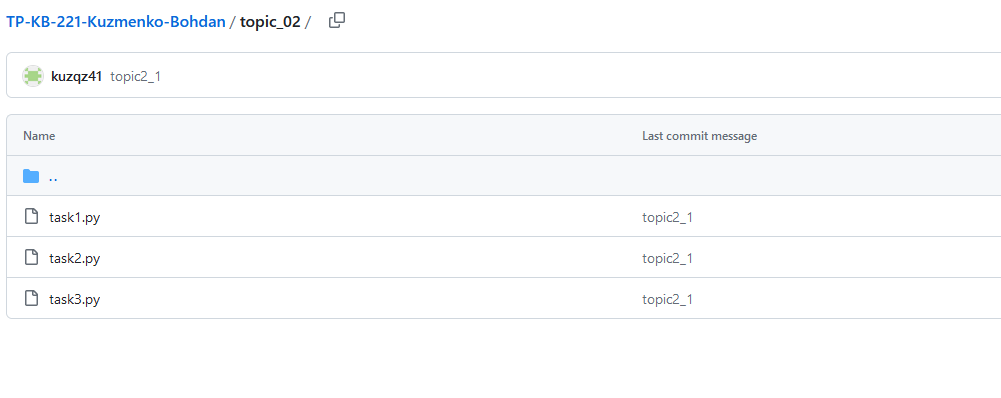 TP-KB-221-Kuzmenko-Bohdan / topic_02 /
kuzqz41 topic2_1
Name Last commit message
..
task1.py topic2_1
task2.py topic2_1
task3.py topic2_1